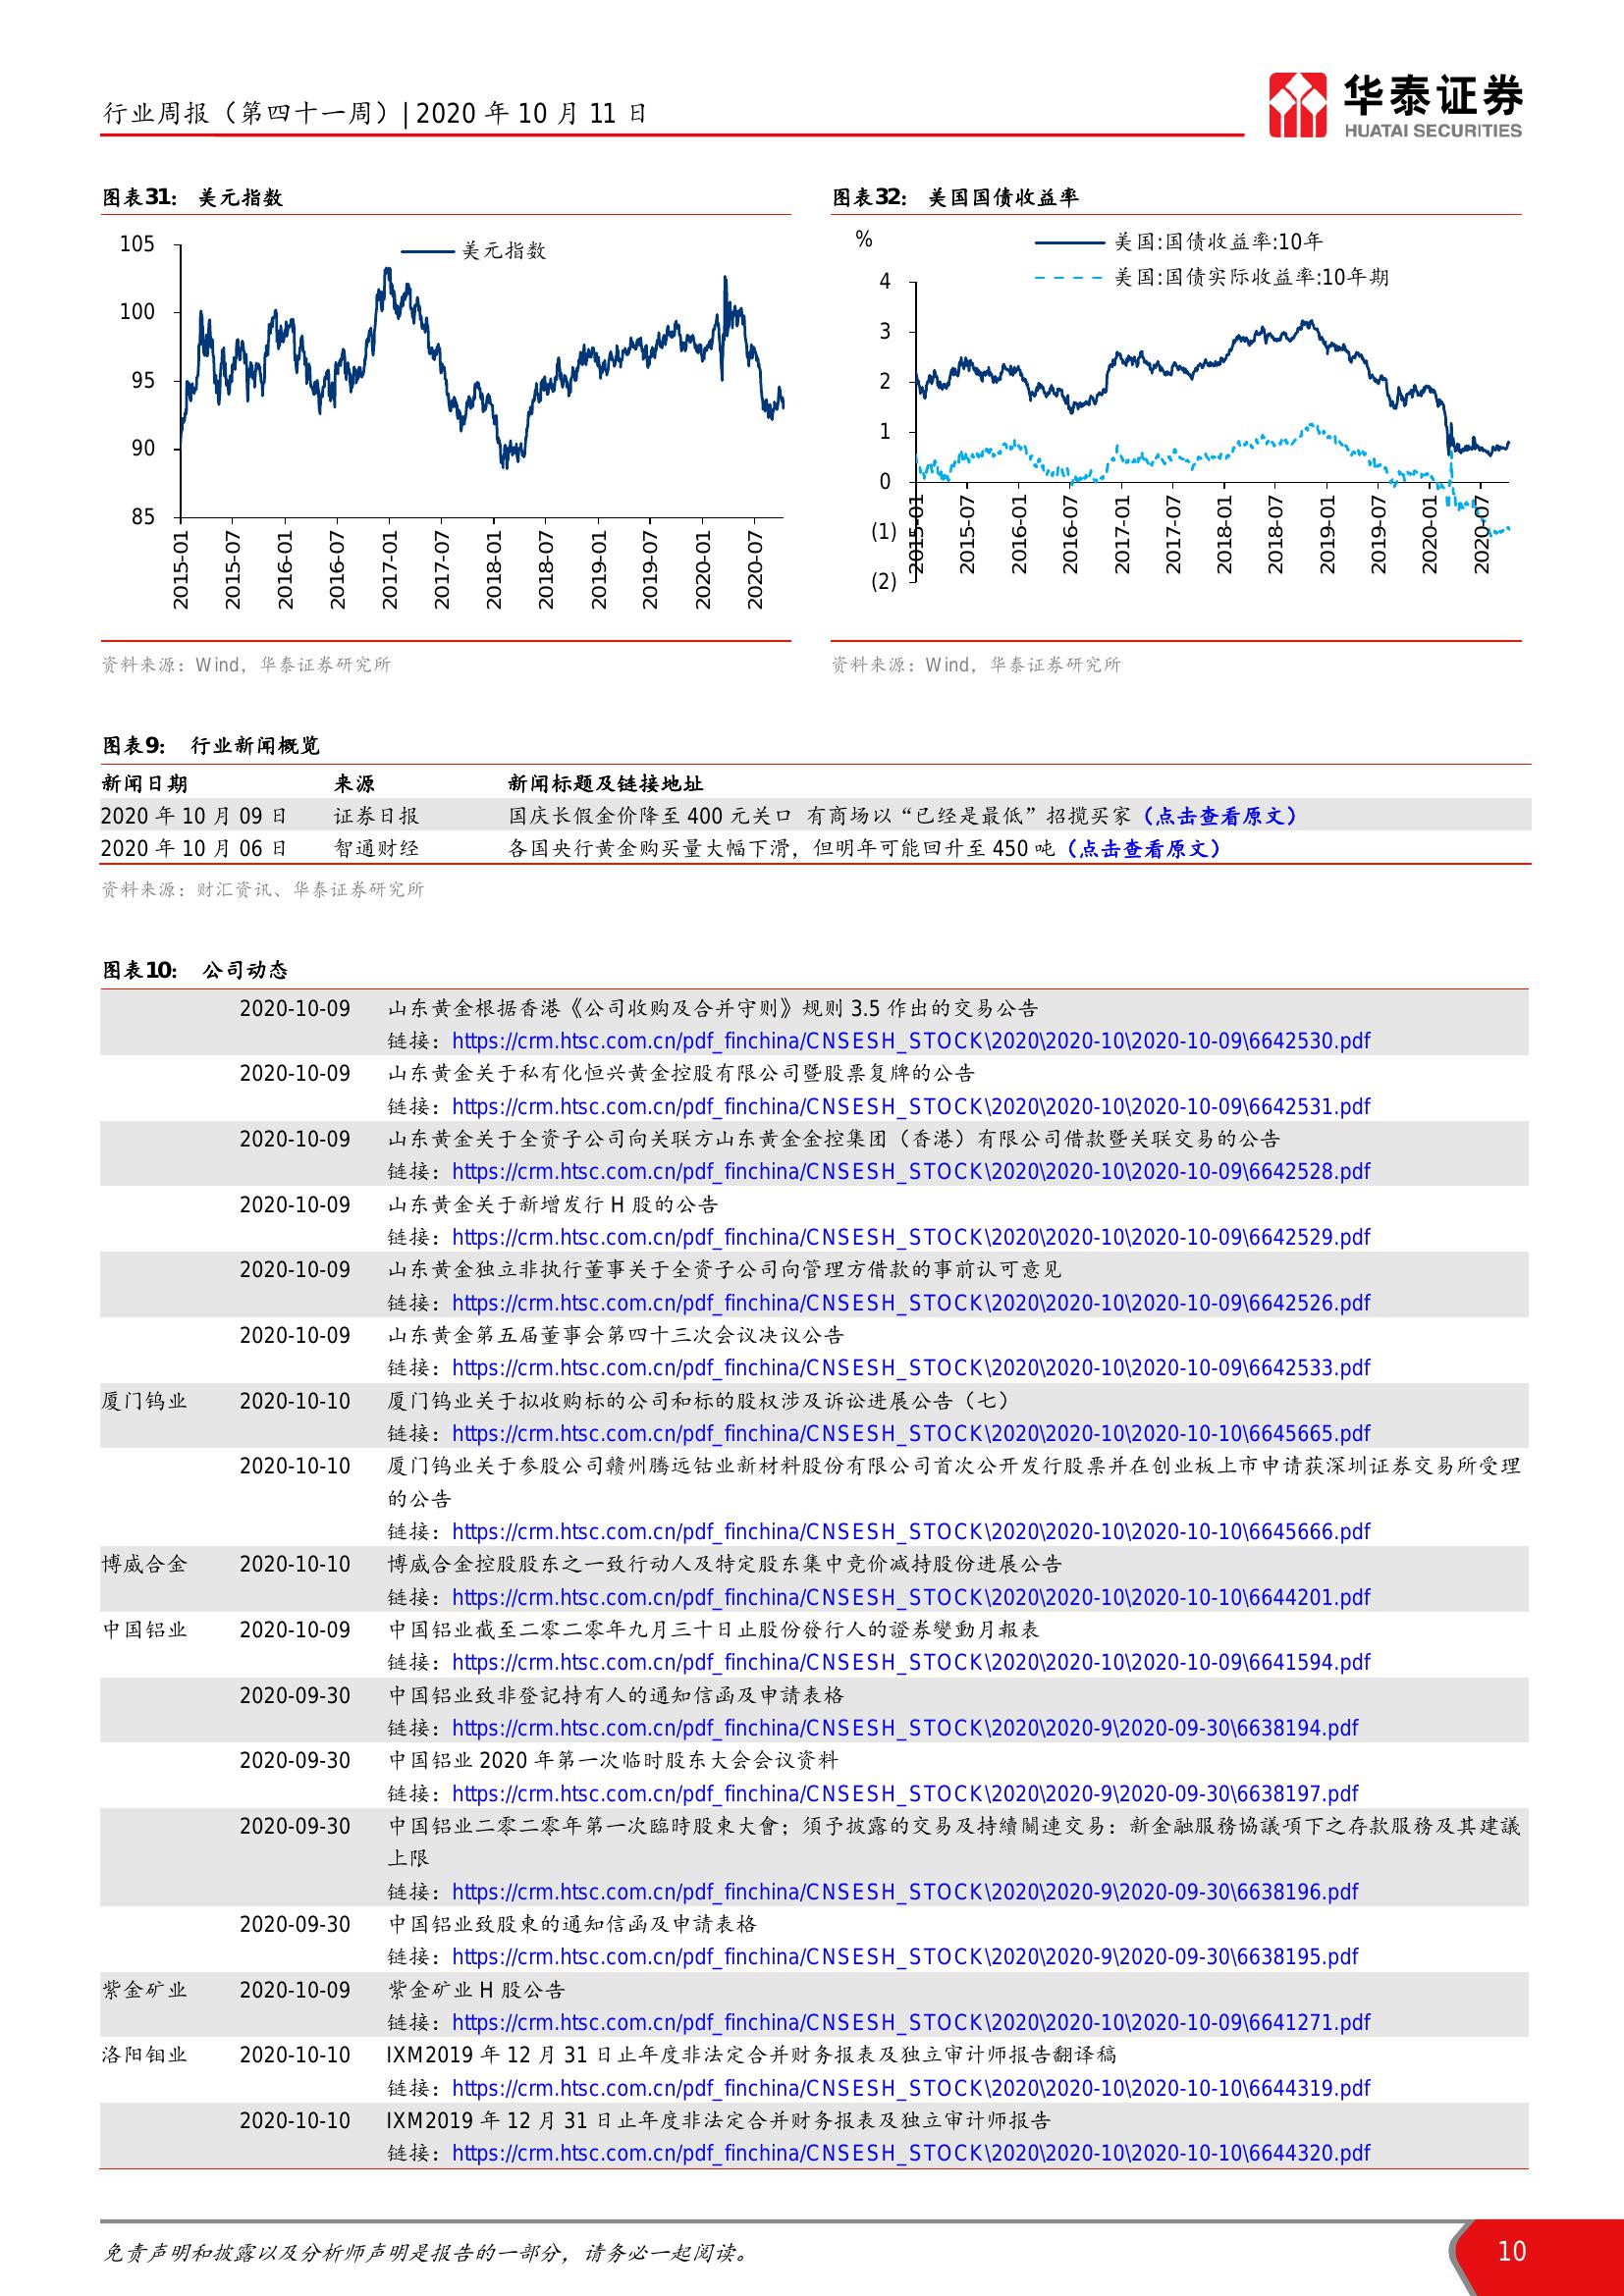 行业周报（第四十一周）| 2020 年 10 月 11 日
华泰证券
HUATAI SECURITIES
图表31： 美元指数
美元指数
105
100
95
90
85
2015-01
2015-07
2016-01
2016-07
2017-01
2017-07
2018-01
2018-07
2019-01
2019-07
2020-01
2020-07
资料来源：Wind，华泰证券研究所
图表32： 美国国债收益率
%
美国:国债收益率:10年
美国:国债实际收益率:10年期
4
3
2
1
0
(1)
(2)
2015-01
2015-07
2016-01
2016-07
2017-01
2017-07
2018-01
2018-07
2019-01
2019-07
2020-01
2020-07
资料来源：Wind，华泰证券研究所
图表9： 行业新闻概览
新闻日期 来源 新闻标题及链接地址
2020 年 10 月 09 日 证券日报 国庆长假金价降至 400 元关口 有商场以“已经是最低”招揽买家（点击查看原文）
2020 年 10 月 06 日 智通财经 各国央行黄金购买量大幅下滑，但明年可能回升至 450 吨（点击查看原文）
资料来源：财汇资讯、华泰证券研究所
图表10： 公司动态
2020-10-09 山东黄金根据香港《公司收购及合并守则》规则 3.5 作出的交易公告
链接：https://crm.htsc.com.cn/pdf_finchina/CNSESH_STOCK\2020\2020-10\2020-10-09\6642530.pdf
2020-10-09 山东黄金关于私有化恒兴黄金控股有限公司暨股票复牌的公告
链接：https://crm.htsc.com.cn/pdf_finchina/CNSESH_STOCK\2020\2020-10\2020-10-09\6642531.pdf
2020-10-09 山东黄金关于全资子公司向关联方山东黄金金控集团（香港）有限公司借款暨关联交易的公告
链接：https://crm.htsc.com.cn/pdf_finchina/CNSESH_STOCK\2020\2020-10\2020-10-09\6642528.pdf
2020-10-09 山东黄金关于新增发行 H 股的公告
链接：https://crm.htsc.com.cn/pdf_finchina/CNSESH_STOCK\2020\2020-10\2020-10-09\6642529.pdf
2020-10-09 山东黄金独立非执行董事关于全资子公司向管理方借款的事前认可意见
链接：https://crm.htsc.com.cn/pdf_finchina/CNSESH_STOCK\2020\2020-10\2020-10-09\6642526.pdf
2020-10-09 山东黄金第五届董事会第四十三次会议决议公告
链接：https://crm.htsc.com.cn/pdf_finchina/CNSESH_STOCK\2020\2020-10\2020-10-09\6642533.pdf
厦门钨业 2020-10-10 厦门钨业关于拟收购标的公司和标的股权涉及诉讼进展公告（七）
链接：https://crm.htsc.com.cn/pdf_finchina/CNSESH_STOCK\2020\2020-10\2020-10-10\6645665.pdf
2020-10-10 厦门钨业关于参股公司赣州腾远钴业新材料股份有限公司首次公开发行股票并在创业板上市申请获深圳证券交易所受理
的公告
链接：https://crm.htsc.com.cn/pdf_finchina/CNSESH_STOCK\2020\2020-10\2020-10-10\6645666.pdf
博威合金 2020-10-10 博威合金控股股东之一致行动人及特定股东集中竞价减持股份进展公告
链接：https://crm.htsc.com.cn/pdf_finchina/CNSESH_STOCK\2020\2020-10\2020-10-10\6644201.pdf
中国铝业 2020-10-09 中国铝业截至二零二零年九月三十日止股份發行人的證券變動月報表
链接：https://crm.htsc.com.cn/pdf_finchina/CNSESH_STOCK\2020\2020-10\2020-10-09\6641594.pdf
2020-09-30 中国铝业致非登記持有人的通知信函及申請表格
链接：https://crm.htsc.com.cn/pdf_finchina/CNSESH_STOCK\2020\2020-9\2020-09-30\6638194.pdf
2020-09-30 中国铝业 2020 年第一次临时股东大会会议资料
链接：https://crm.htsc.com.cn/pdf_finchina/CNSESH_STOCK\2020\2020-9\2020-09-30\6638197.pdf
2020-09-30 中国铝业二零二零年第一次臨時股東大會；須予披露的交易及持續關連交易：新金融服務協議項下之存款服務及其建議
上限
链接：https://crm.htsc.com.cn/pdf_finchina/CNSESH_STOCK\2020\2020-9\2020-09-30\6638196.pdf
2020-09-30 中国铝业致股東的通知信函及申請表格
链接：https://crm.htsc.com.cn/pdf_finchina/CNSESH_STOCK\2020\2020-9\2020-09-30\6638195.pdf
紫金矿业 2020-10-09 紫金矿业 H 股公告
链接：https://crm.htsc.com.cn/pdf_finchina/CNSESH_STOCK\2020\2020-10\2020-10-09\6641271.pdf
洛阳钼业 2020-10-10 IXM2019 年 12 月 31 日止年度非法定合并财务报表及独立审计师报告翻译稿
链接：https://crm.htsc.com.cn/pdf_finchina/CNSESH_STOCK\2020\2020-10\2020-10-10\6644319.pdf
2020-10-10 IXM2019 年 12 月 31 日止年度非法定合并财务报表及独立审计师报告
链接：https://crm.htsc.com.cn/pdf_finchina/CNSESH_STOCK\2020\2020-10\2020-10-10\6644320.pdf
免责声明和披露以及分析师声明是报告的一部分，请务必一起阅读。
10